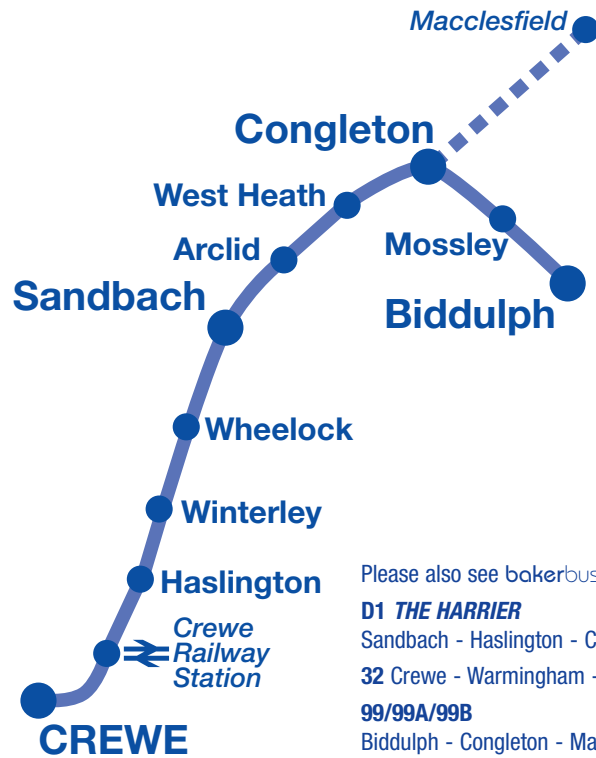 Macclesfield
Congleton
West Heath
Arclid
Mossley
Sandbach
Biddulph
Wheelock
Winterley
Haslington
Crewe
Railway
Station
CREWE
Please also see bakerbus
D1 THE HARRIER
Sandbach - Haslington - C
32 Crewe - Warmingham -
99/99A/99B
Biddulph - Congleton - Ma